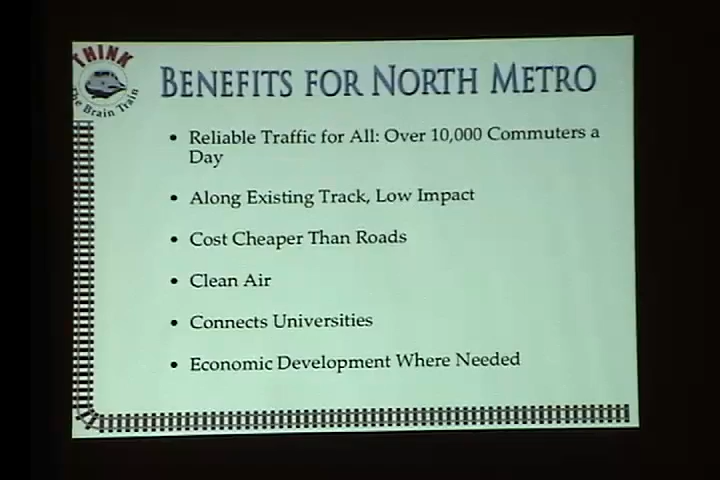 THINK
The Brain Train
BENEFITS FOR NORTH METRO
• Reliable Traffic for All: Over 10,000 Commuters a
Day
• Along Existing Track, Low Impact
• Cost Cheaper Than Roads
• Clean Air
• Connects Universities
• Economic Development Where Needed